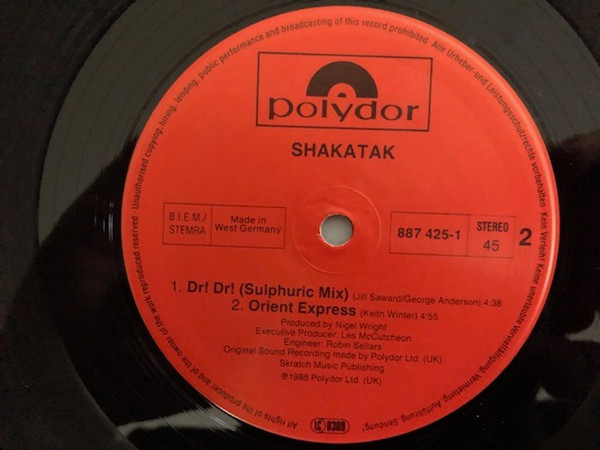 Unauthorised copying, hiring, lending, public performance and broadcasting of this record prohibited · Alle Urheber- und Leistungsschutzrechte vorbehalten · Kein Verleih! Keine unerlaubte Vervielfältigung, Vermietung, Aufführung, Sendung!
polydor
SHAKATAK
B I E M /
STEMRA
Made in
West Germany
887 425-1
STEREO
45
2
1. Dr! Dr! (Sulphuric Mix) (Jill Saward/George Anderson) 4:38
2. Orient Express (Keith Winter) 4:55
Produced by Nigel Wright
Executive Producer: Les McCutcheon
Engineer: Robin Sellars
Original Sound Recording made by Polydor Ltd. (UK)
Skratch Music Publishing
℗1988 Polydor Ltd. (UK)
LC 0309
All rights of the producer and of the owner of the work reproduced reserved ·